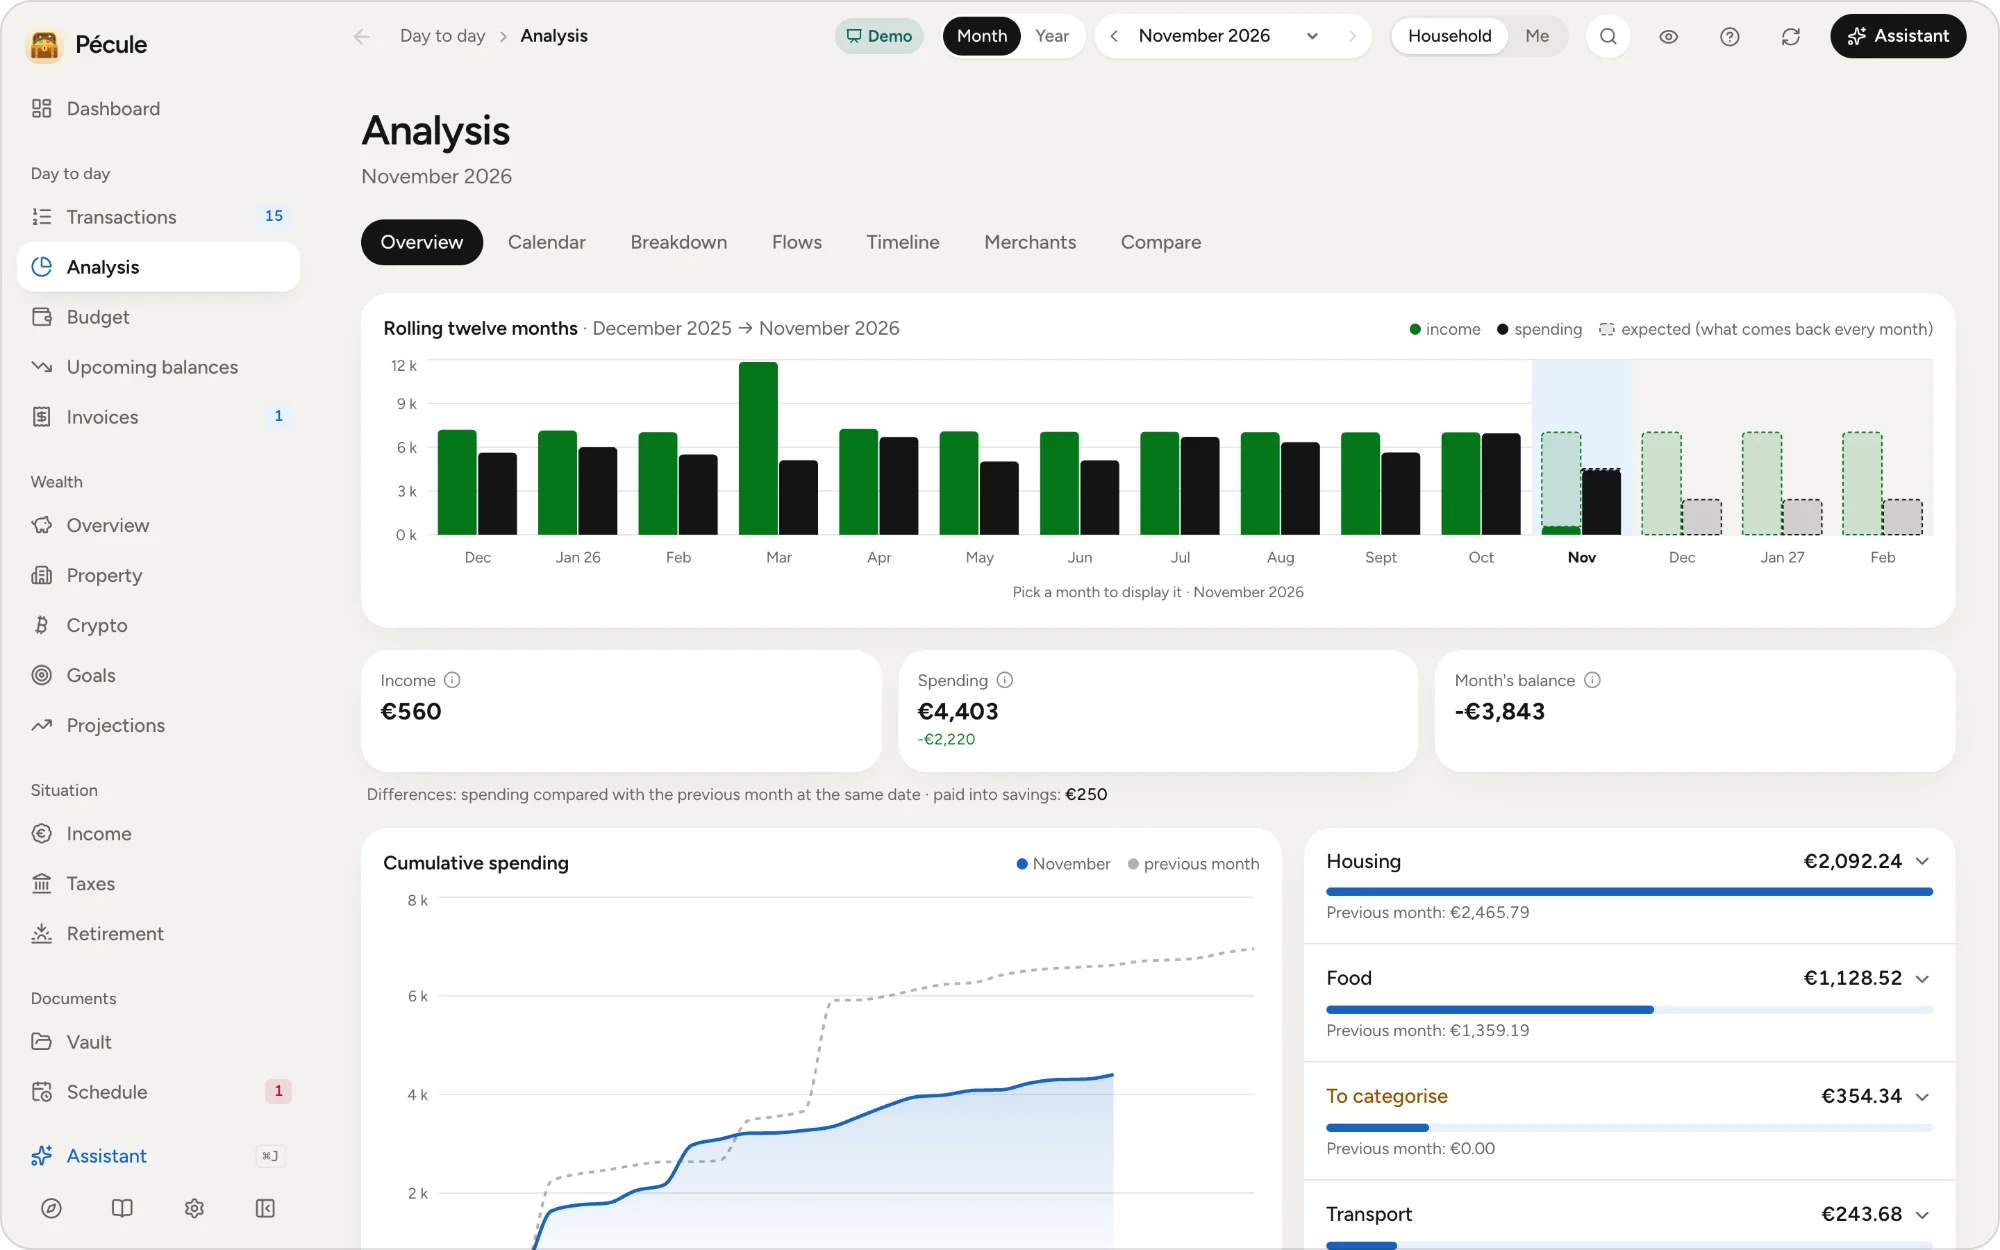 Pécule
Day to day › Analysis
Demo
Month Year
November 2026
Household Me
Assistant
Dashboard
Day to day
Transactions 15
Analysis
Budget
Upcoming balances
Invoices 1
Wealth
Overview
Property
Crypto
Goals
Projections
Situation
Income
Taxes
Retirement
Documents
Vault
Schedule 1
Assistant ⌘J
Analysis
November 2026
Overview Calendar Breakdown Flows Timeline Merchants Compare
Rolling twelve months · December 2025 → November 2026
income spending expected (what comes back every month)
12 k
9 k
6 k
3 k
0 k
Dec Jan 26 Feb Mar Apr May Jun Jul Aug Sept Oct Nov Dec Jan 27 Feb
Pick a month to display it · November 2026
Income
€560
Spending
€4,403
-€2,220
Month's balance
-€3,843
Differences: spending compared with the previous month at the same date · paid into savings: €250
Cumulative spending
November previous month
8 k
6 k
4 k
2 k
Housing €2,092.24
Previous month: €2,465.79
Food €1,128.52
Previous month: €1,359.19
To categorise €354.34
Previous month: €0.00
Transport €243.68